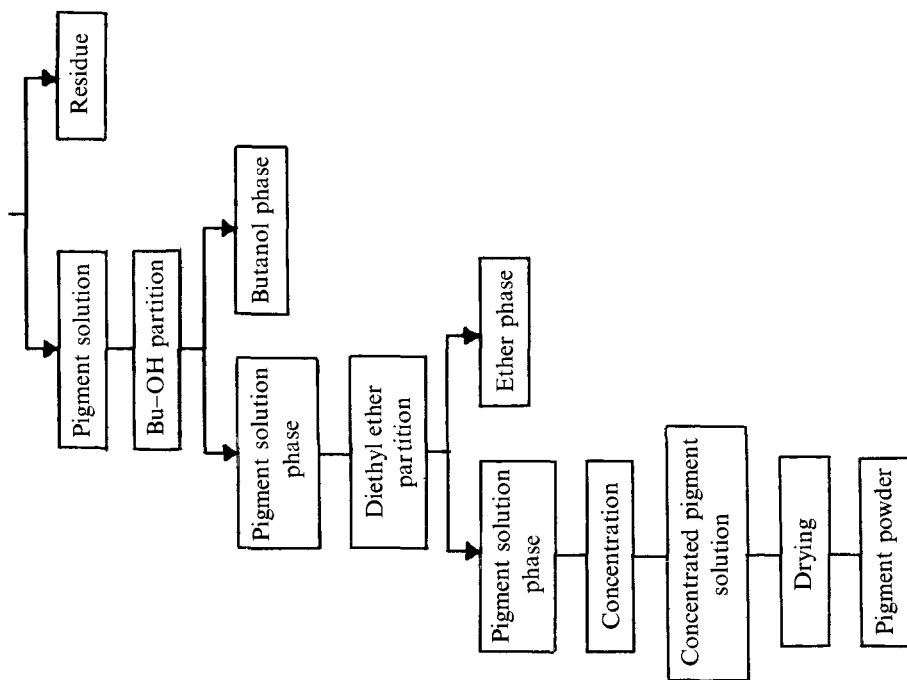 Residue
Pigment solution
Bu–OH partition
Butanol phase
Pigment solution
phase
Diethyl ether
partition
Ether phase
Pigment solution
phase
Concentration
Concentrated pigment
solution
Drying
Pigment powder